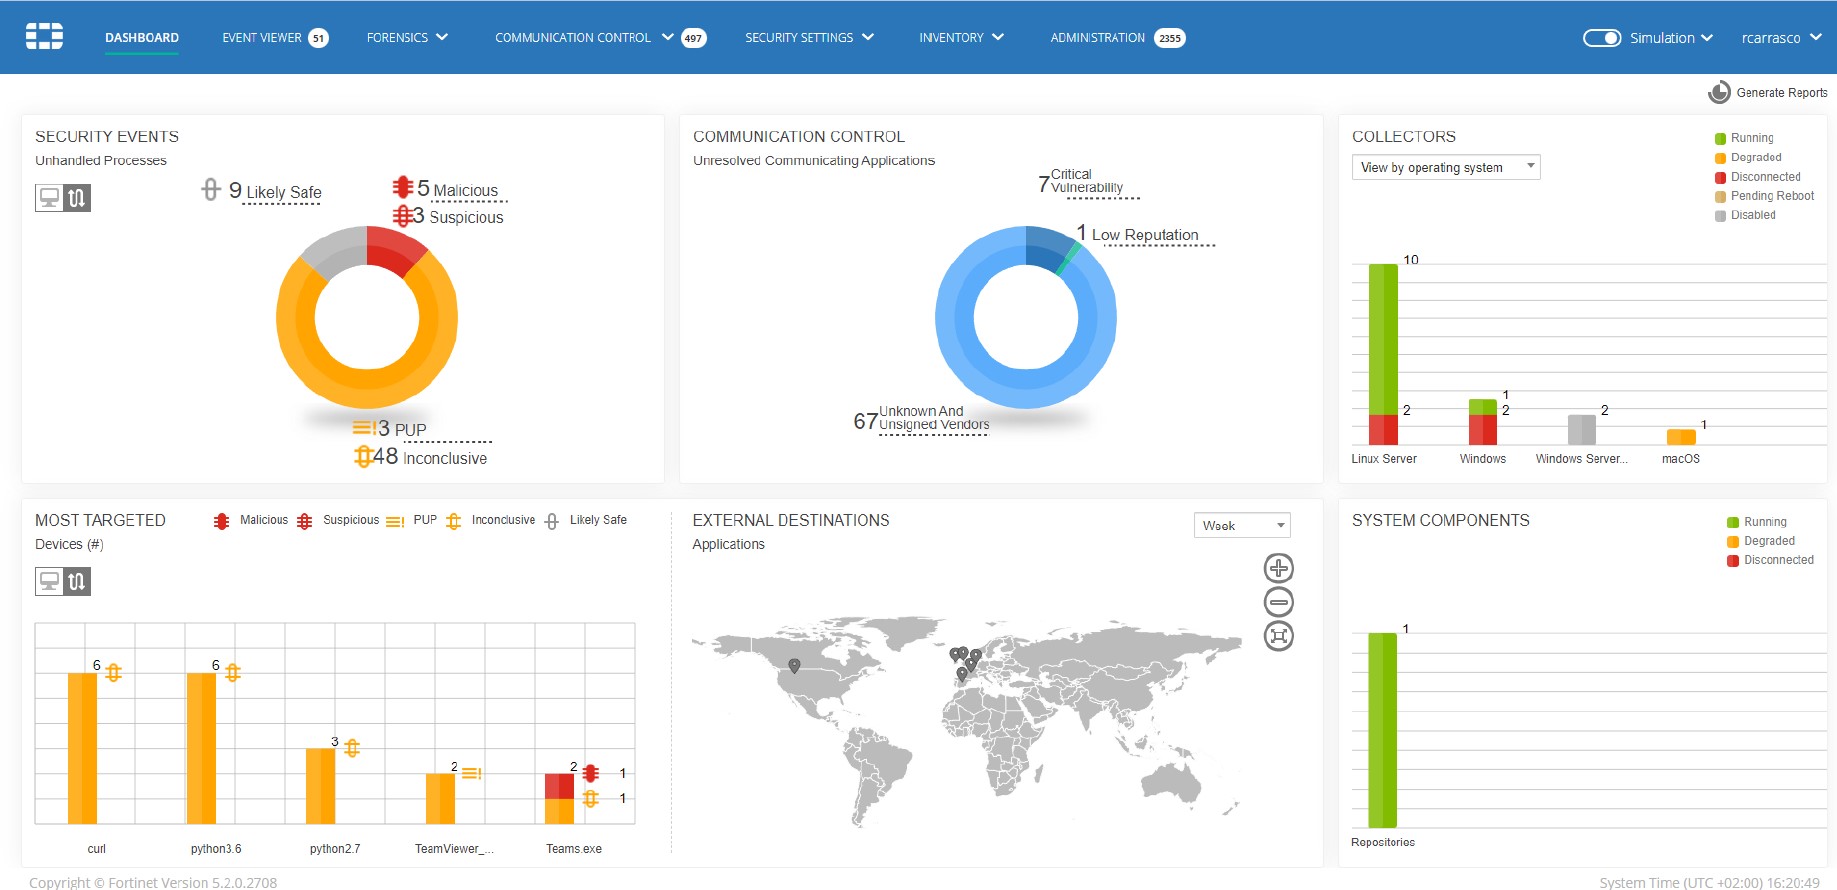 DASHBOARD
EVENT VIEWER 51
FORENSICS
COMMUNICATION CONTROL 497
SECURITY SETTINGS
INVENTORY
ADMINISTRATION 2355
Simulation
rcarrasco
Generate Reports
SECURITY EVENTS
Unhandled Processes
9 Likely Safe
5 Malicious
3 Suspicious
3 PUP
48 Inconclusive
COMMUNICATION CONTROL
Unresolved Communicating Applications
7 Critical
Vulnerability
1 Low Reputation
67 Unknown And
Unsigned Vendors
COLLECTORS
View by operating system
Running
Degraded
Disconnected
Pending Reboot
Disabled
10
2
1
2
2
1
Linux Server
Windows
Windows Server...
macOS
MOST TARGETED
Devices (#)
Malicious
Suspicious
PUP
Inconclusive
Likely Safe
6
6
3
2
2
1
1
curl
python3.6
python2.7
TeamViewer_...
Teams.exe
EXTERNAL DESTINATIONS
Applications
Week
SYSTEM COMPONENTS
Running
Degraded
Disconnected
1
Repositories
Copyright © Fortinet Version 5.2.0.2708
System Time (UTC +02:00) 16:20:49